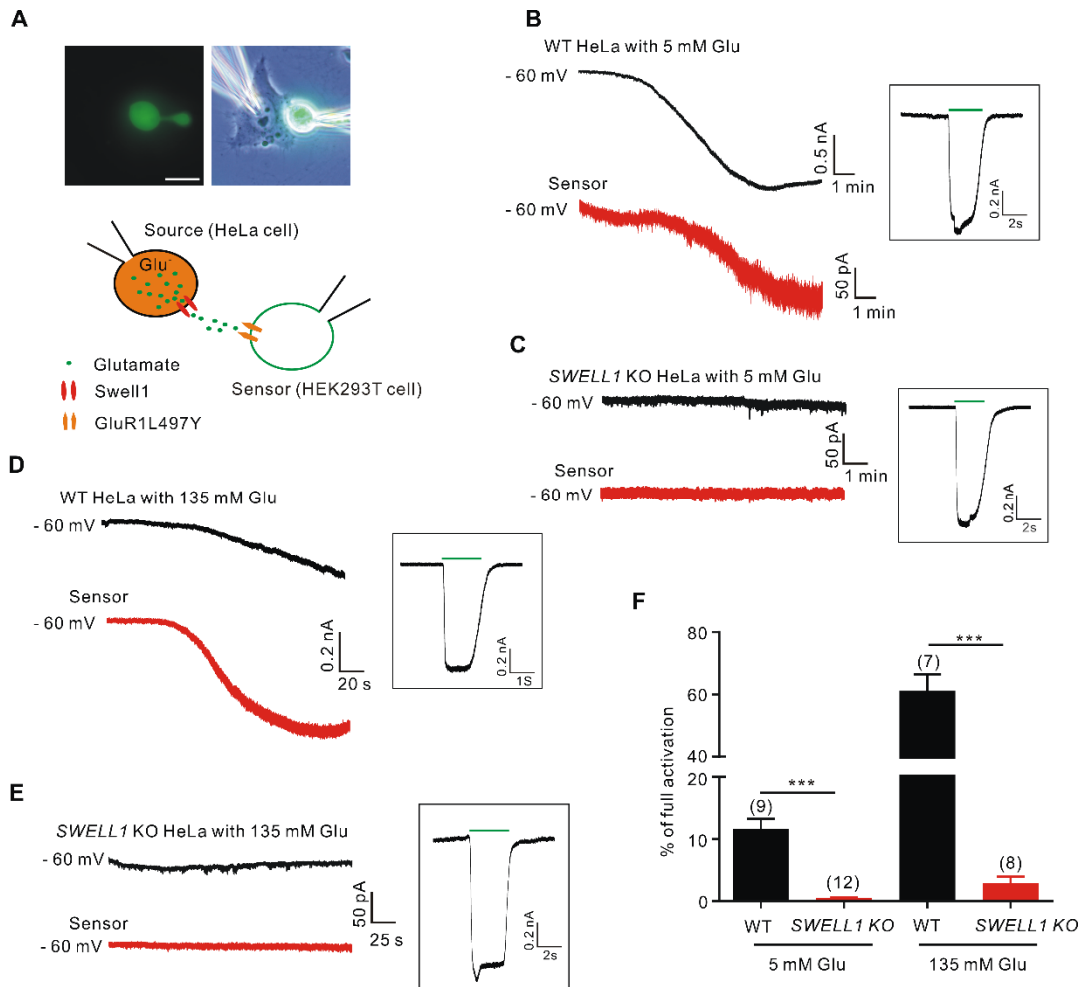 A
Source (HeLa cell)
Glu-
Glutamate
Swell1
GluR1L497Y
Sensor (HEK293T cell)
B
WT HeLa with 5 mM Glu
- 60 mV
0.5 nA
1 min
Sensor
- 60 mV
50 pA
1 min
0.2 nA
2s
C
SWELL1 KO HeLa with 5 mM Glu
- 60 mV
50 pA
1 min
Sensor
- 60 mV
0.2 nA
2s
D
WT HeLa with 135 mM Glu
- 60 mV
Sensor
- 60 mV
0.2 nA
20 s
0.2 nA
1S
E
SWELL1 KO HeLa with 135 mM Glu
- 60 mV
50 pA
25 s
Sensor
- 60 mV
0.2 nA
2s
F
% of full activation
80
60
40
20
10
0
(9)
***
(12)
(7)
***
(8)
WT
SWELL1 KO
WT
SWELL1 KO
5 mM Glu
135 mM Glu